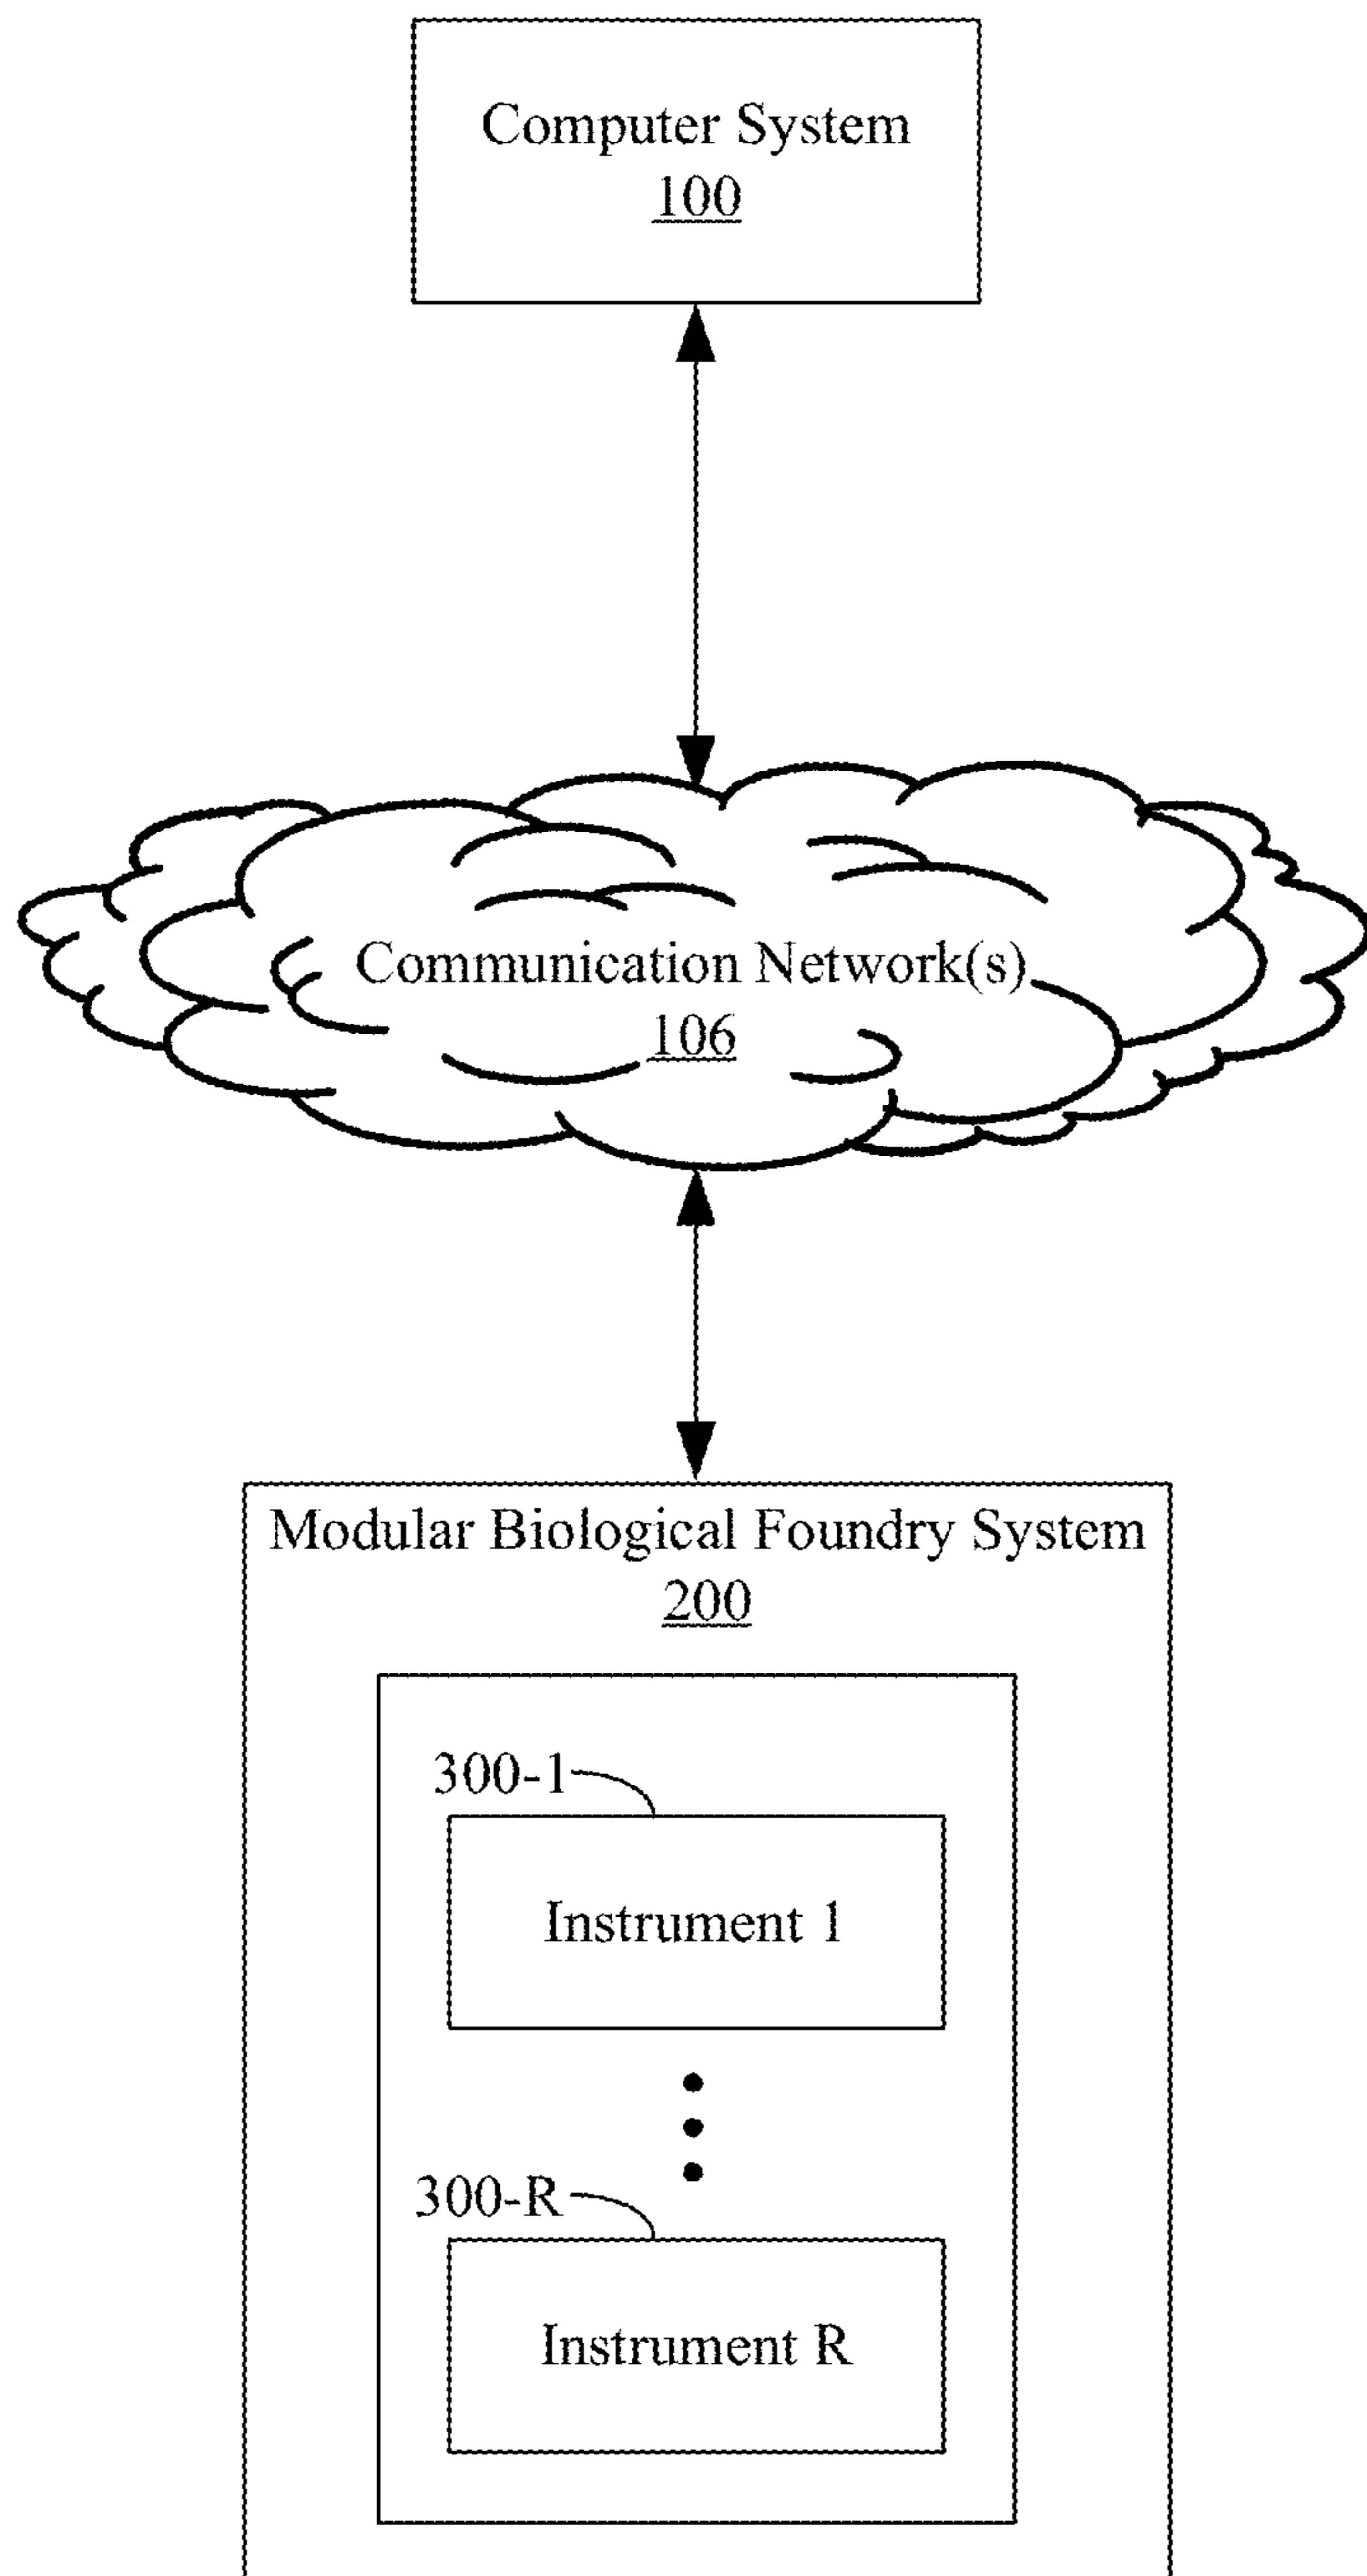 Computer System
100
Communication Network(s)
106
Modular Biological Foundry System
200
300-1
Instrument 1
300-R
Instrument R